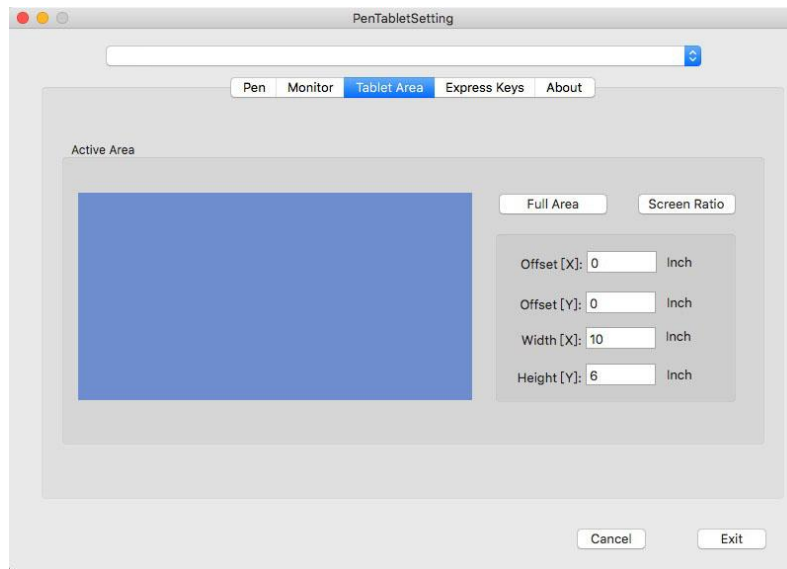 PenTabletSetting
Pen Monitor Tablet Area Express Keys About
Active Area
Full Area Screen Ratio
Offset [X]: 0 Inch
Offset [Y]: 0 Inch
Width [X]: 10 Inch
Height [Y]: 6 Inch
Cancel Exit